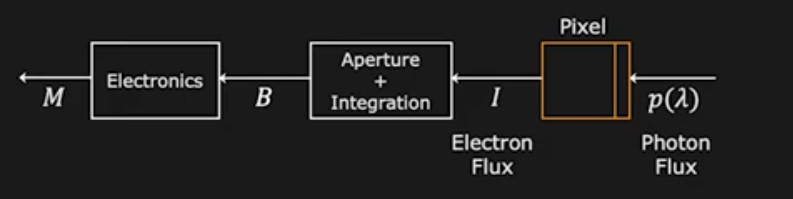 Pixel
Electronics
Aperture
+
Integration
M
B
I
p(λ)
Electron
Flux
Photon
Flux